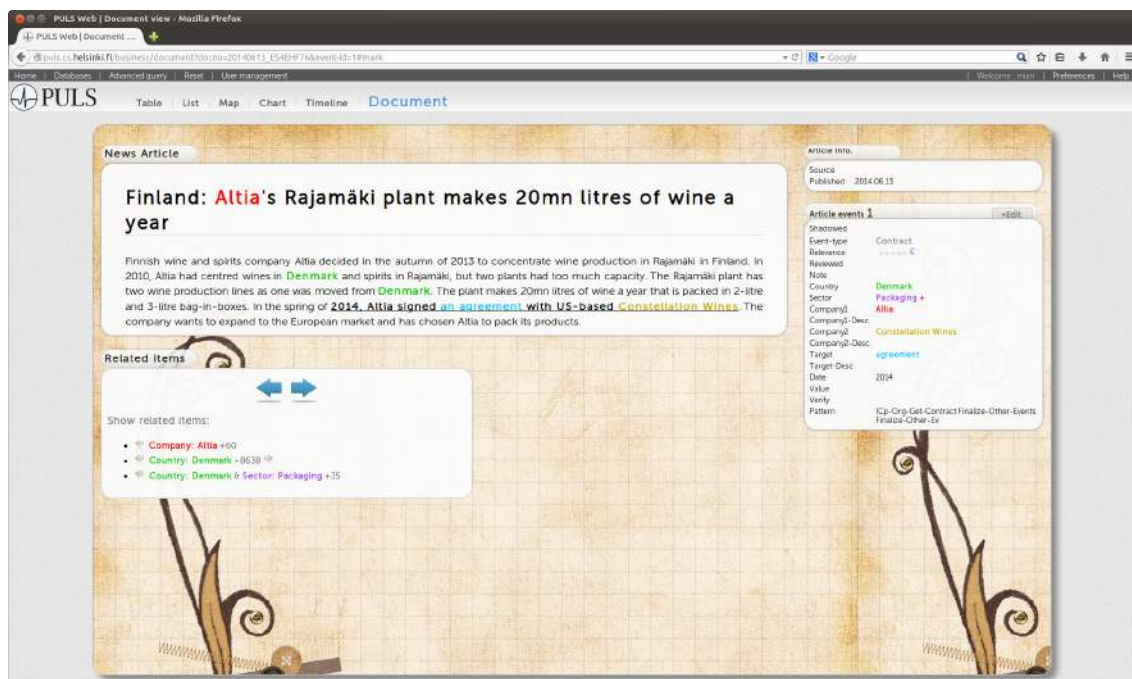 PULS Web | Document view - Mozilla Firefox
PULS Web | Document ...
puls.cs.helsinki.fi/business/document?docno=20140613_ES4EHF76&event-id=1#mark
Google
Home | Databases | Advanced query | Reset | User management
Welcome mian | Preferences | Help
PULS
Table List Map Chart Timeline Document
News Article
Finland: Altia's Rajamäki plant makes 20mn litres of wine a
year
Finnish wine and spirits company Altia decided in the autumn of 2013 to concentrate wine production in Rajamäki in Finland. In
2010, Altia had centred wines in Denmark and spirits in Rajamäki, but two plants had too much capacity. The Rajamäki plant has
two wine production lines as one was moved from Denmark. The plant makes 20mn litres of wine a year that is packed in 2-litre
and 3-litre bag-in-boxes. In the spring of 2014, Altia signed an agreement with US-based Constellation Wines. The
company wants to expand to the European market and has chosen Altia to pack its products.
Related Items
Show related items:
Company: Altia +60
Country: Denmark +8638
Country: Denmark & Sector: Packaging +35
Article Info.
Source
Published 2014.06.13
Article events 1
+Edit
Shadowed
Event-type Contract
Relevance 6
Reviewed
Note
Country Denmark
Sector Packaging +
Company1 Altia
Company1-Desc
Company2 Constellation Wines
Company2-Desc
Target agreement
Target-Desc
Date 2014
Value
Verify
Pattern ICp-Org-Get-Contract Finalize-Other-Events
Finalize-Other-Ev